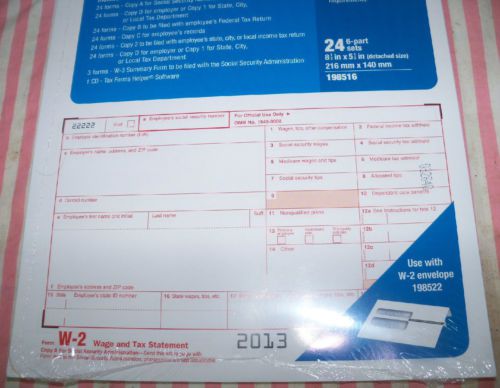 24 forms - Copy A for Social Security
24 forms - Copy D for employer or Copy 1 for State, City,
or Local Tax Department
24 forms - Copy B to be filed with employee's Federal Tax Return
24 forms - Copy C for employee's records
24 forms - Copy 2 to be filed with employee's state, city, or local income tax return
24 forms - Copy D for employer or Copy 1 for State, City,
or Local Tax Department
3 forms - W-3 Summary Form to be filed with the Social Security Administration
1 CD - Tax Forms Helper® Software
24 6-part
sets
8½ in x 5½ in (detached size)
216 mm x 140 mm
198516
22222
Void
a Employee's social security number
For Official Use Only
OMB No. 1545-0008
b Employer identification number (EIN)
1 Wages, tips, other compensation
2 Federal income tax withheld
c Employer's name, address, and ZIP code
3 Social security wages
4 Social security tax withheld
5 Medicare wages and tips
6 Medicare tax withheld
7 Social security tips
8 Allocated tips
d Control number
9
10 Dependent care benefits
e Employee's first name and initial
Last name
Suff.
11 Nonqualified plans
12a See instructions for box 12
13
12b
14 Other
12c
12d
f Employee's address and ZIP code
15 State
Employer's state ID number
16 State wages, tips, etc.
Use with
W-2 envelope
198522
Form W-2 Wage and Tax Statement
2013
Copy A For Social Security Administration - Send this